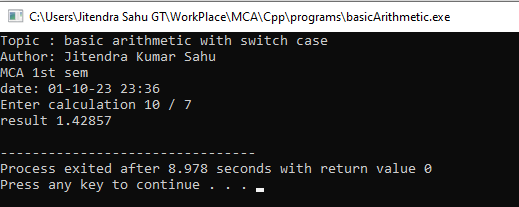 C:\Users\Jitendra Sahu GT\WorkPlace\MCA\Cpp\programs\basicArithmetic.exe
Topic : basic arithmetic with switch case
Author: Jitendra Kumar Sahu
MCA 1st sem
date: 01-10-23 23:36
Enter calculation 10 / 7
result 1.42857
--------------------------------
Process exited after 8.978 seconds with return value 0
Press any key to continue . . .